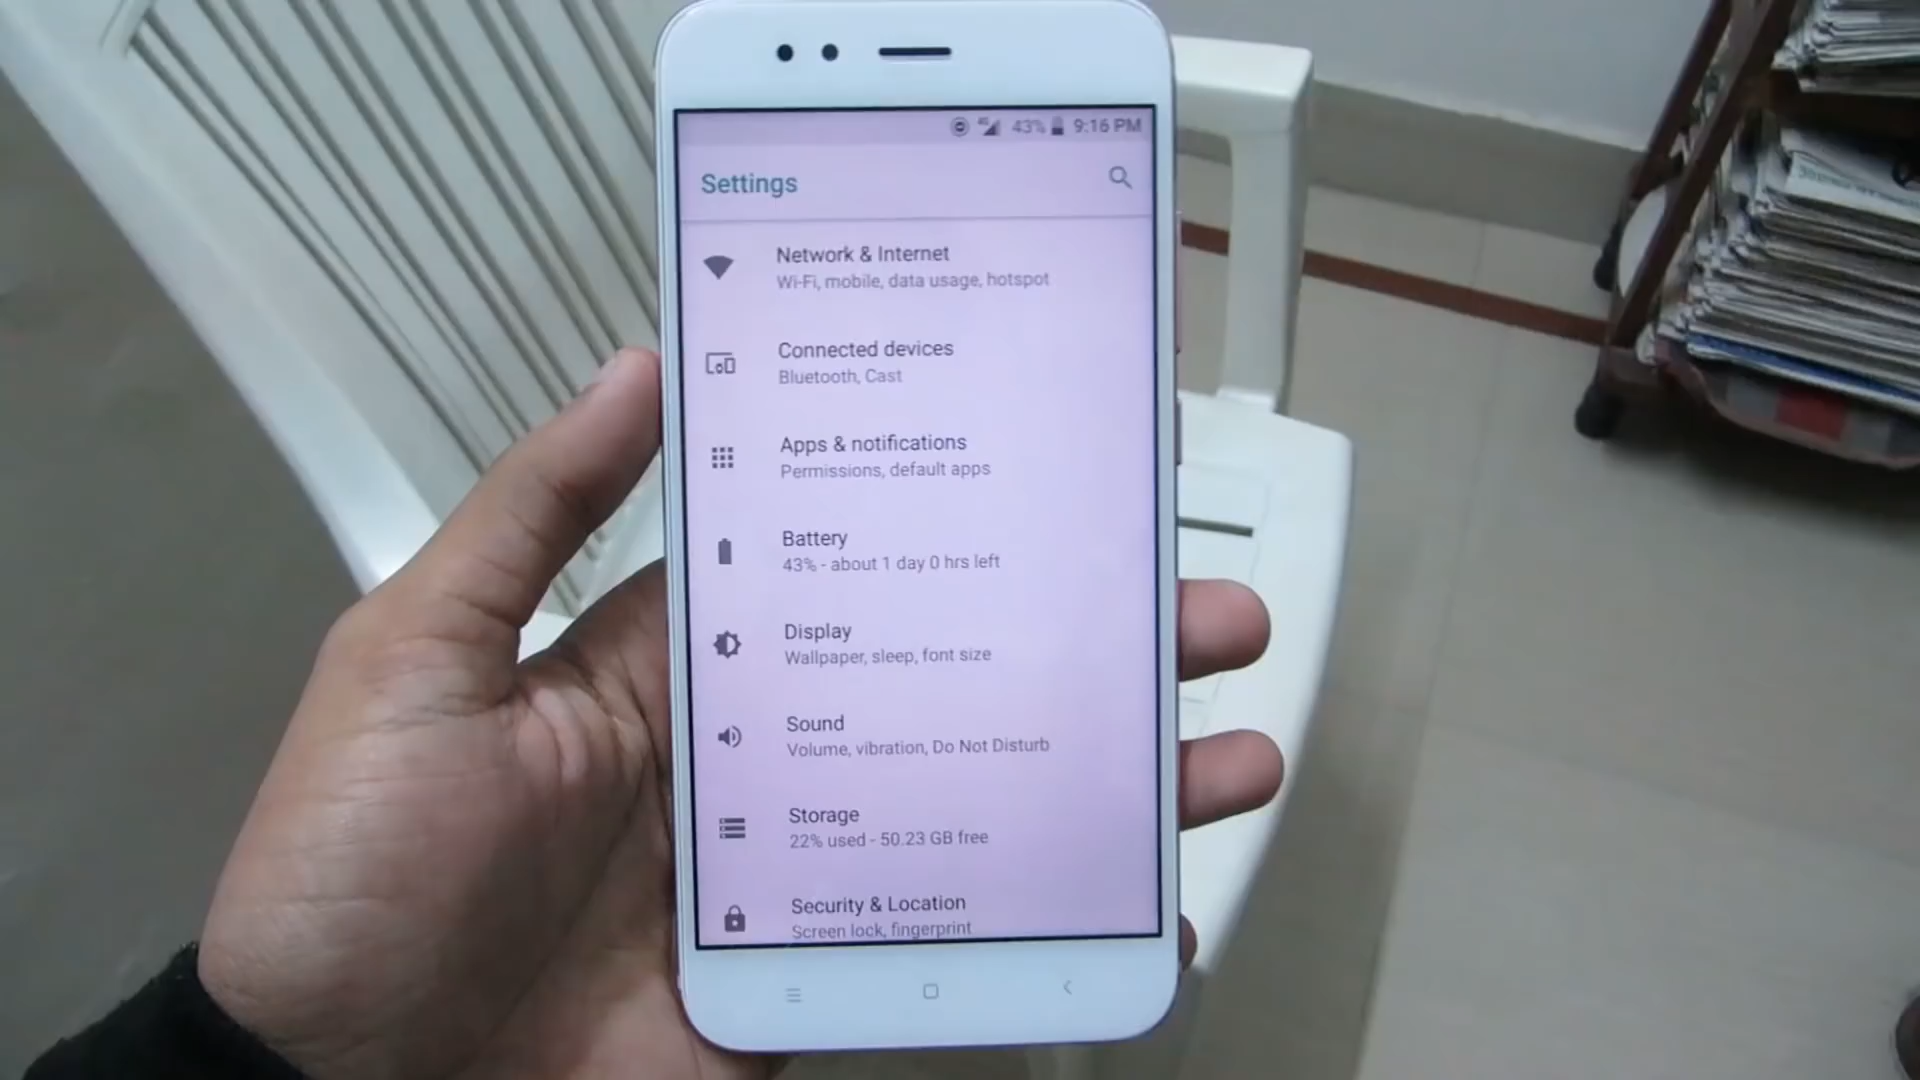 4G 43% 9:16 PM
Settings
Network & Internet
Wi-Fi, mobile, data usage, hotspot
Connected devices
Bluetooth, Cast
Apps & notifications
Permissions, default apps
Battery
43% - about 1 day 0 hrs left
Display
Wallpaper, sleep, font size
Sound
Volume, vibration, Do Not Disturb
Storage
22% used - 50.23 GB free
Security & Location
Screen lock, fingerprint